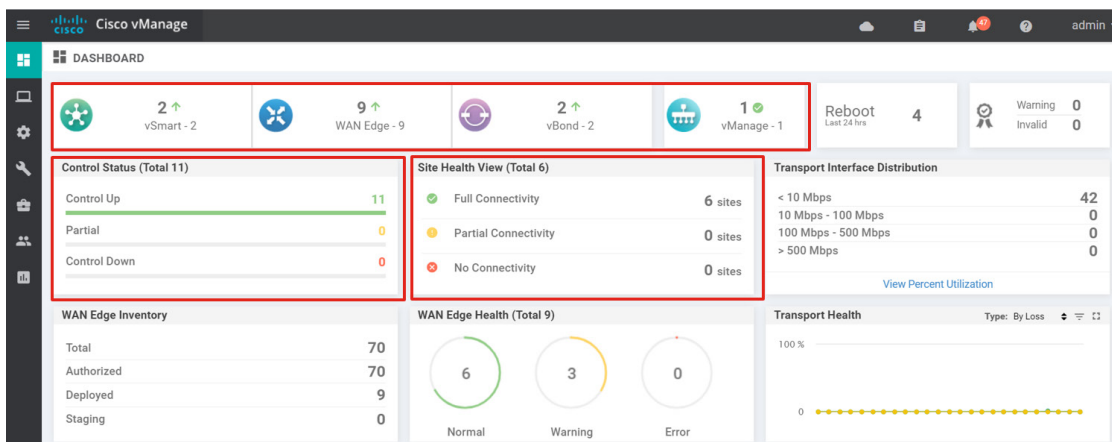 CISCO Cisco vManage 47 admin
DASHBOARD
2 9 2 1
vSmart - 2 WAN Edge - 9 vBond - 2 vManage - 1
Reboot 4
Last 24 hrs
Warning 0
Invalid 0
Control Status (Total 11)
Control Up 11
Partial 0
Control Down 0
Site Health View (Total 6)
Full Connectivity 6 sites
Partial Connectivity 0 sites
No Connectivity 0 sites
Transport Interface Distribution
< 10 Mbps 42
10 Mbps - 100 Mbps 0
100 Mbps - 500 Mbps 0
> 500 Mbps 0
View Percent Utilization
WAN Edge Inventory
Total 70
Authorized 70
Deployed 9
Staging 0
WAN Edge Health (Total 9)
6 3 0
Normal Warning Error
Transport Health Type: By Loss
100 %
0